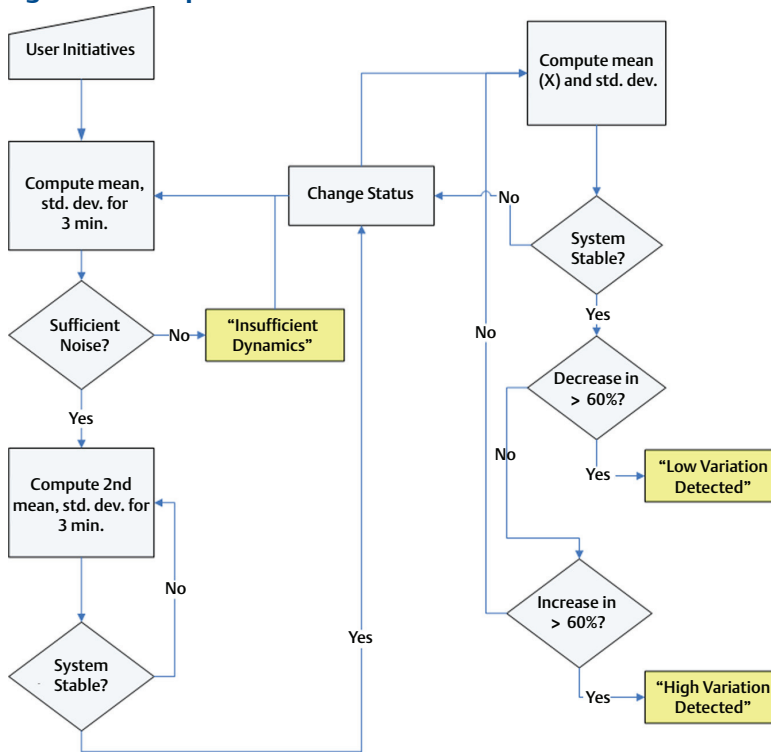 User Initiatives
Compute mean,
std. dev. for
3 min.
Sufficient
Noise?
No
“Insufficient
Dynamics”
Yes
Compute 2nd
mean, std. dev. for
3 min.
No
System
Stable?
Yes
Change Status
Compute mean
(X) and std. dev.
No
System
Stable?
Yes
No
Decrease in
> 60%?
No
Yes
“Low Variation
Detected”
Increase in
> 60%?
Yes
“High Variation
Detected”